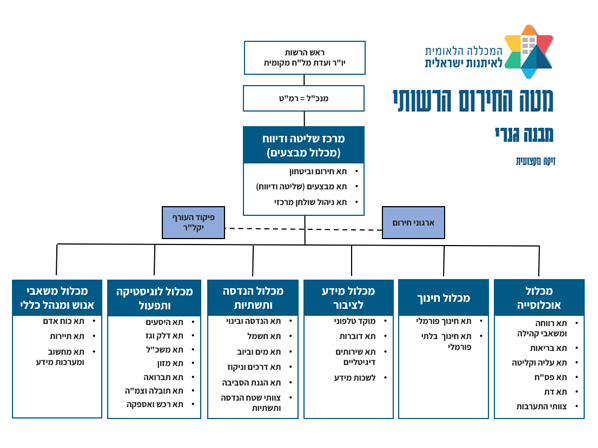 המכללה הלאומית
לאיתנות ישראלית
מטה החירום הרשותי
מבנה גנרי
זיקה מקצועית
ראש הרשות
יו"ר ועדת מל"ח מקומית
מנכ"ל = רמ"ט
מרכז שליטה ודיווח
(מכלול מבצעים)
• תא חירום וביטחון
• תא מבצעים (שליטה ודיווח)
• תא ניהול שולחן מרכזי
ארגוני חירום
פיקוד העורף
יקל"ר
מכלול
אוכלוסייה
• תא רווחה
ומשאבי קהילה
• תא בריאות
• תא עליה וקליטה
• תא פס"ח
• תא דת
• צוותי התערבות
מכלול חינוך
• תא חינוך פורמלי
• תא חינוך בלתי
פורמלי
מכלול מידע
לציבור
• מוקד טלפוני
• תא דוברות
• תא שירותים
דיגיטליים
• לשכות מידע
מכלול הנדסה
ותשתיות
• תא הנדסה ובינוי
• תא חשמל
• תא מים וביוב
• תא דרכים וניקוז
• תא הגנת הסביבה
• צוותי שטח הנדסה
ותשתיות
מכלול לוגיסטיקה
ותפעול
• תא היסעים
• תא דלק וגז
• תא משכ"ל
• תא מזון
• תא תברואה
• תא תובלה וצמ"ה
• תא רכש ואספקה
מכלול משאבי
אנוש ומנהל כללי
• תא כוח אדם
• תא תיירות
• תא מחשוב
ומערכות מידע